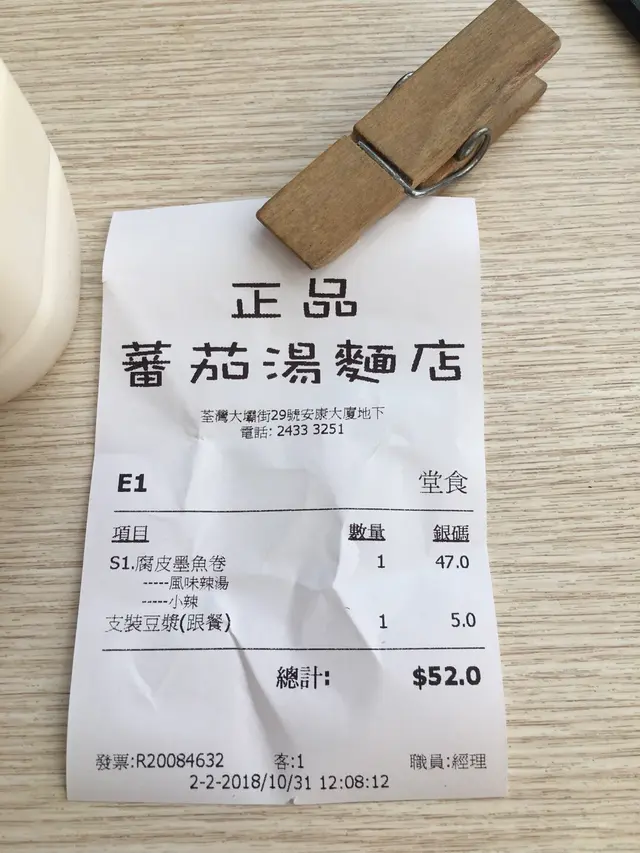 正品
蕃茄湯麵店
荃灣大壩街29號安康大廈地下
電話: 2433 3251
E1 堂食
項目 數量 銀碼
S1.腐皮墨魚卷 1 47.0
-----風味辣湯
-----小辣
支裝豆漿(跟餐) 1 5.0
總計: $52.0
發票:R20084632 客:1 職員:經理
2-2-2018/10/31 12:08:12